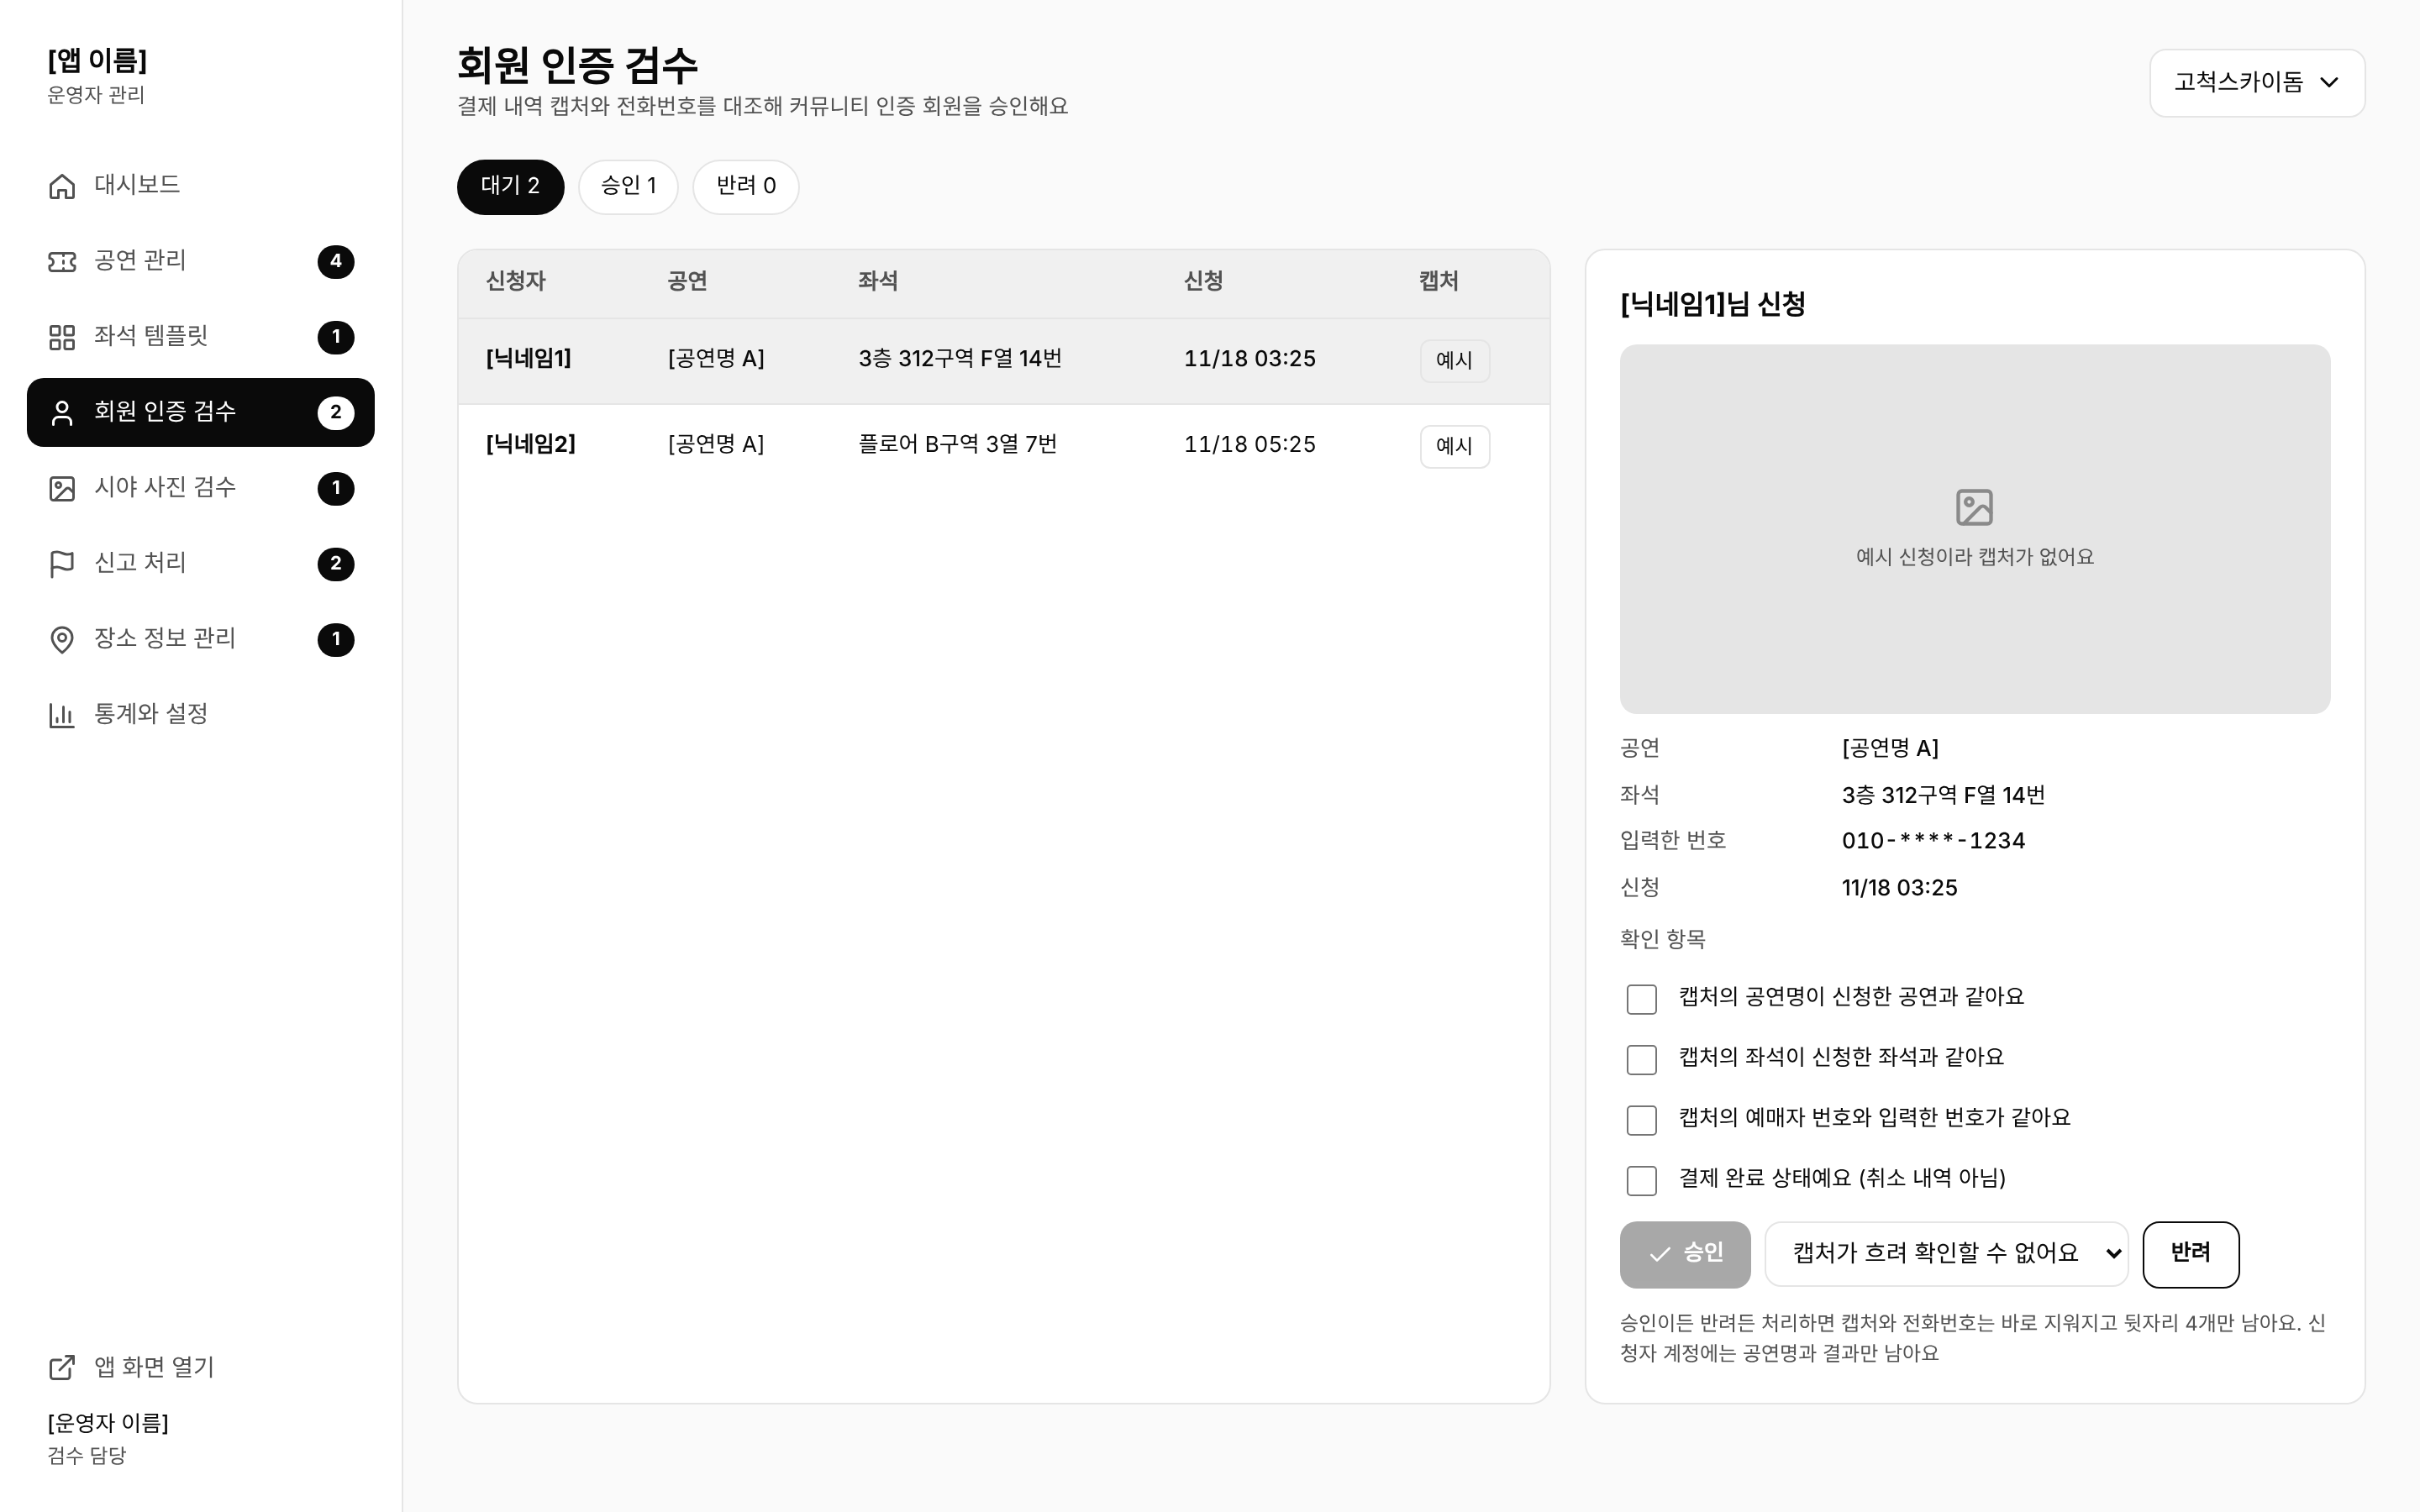 [앱 이름]
운영자 관리
대시보드
공연 관리 4
좌석 템플릿 1
회원 인증 검수 2
시야 사진 검수 1
신고 처리 2
장소 정보 관리 1
통계와 설정
앱 화면 열기
[운영자 이름]
검수 담당
회원 인증 검수
결제 내역 캡처와 전화번호를 대조해 커뮤니티 인증 회원을 승인해요
고척스카이돔
대기 2 승인 1 반려 0
신청자 공연 좌석 신청 캡처
[닉네임1] [공연명 A] 3층 312구역 F열 14번 11/18 03:25 예시
[닉네임2] [공연명 A] 플로어 B구역 3열 7번 11/18 05:25 예시
[닉네임1]님 신청
예시 신청이라 캡처가 없어요
공연 [공연명 A]
좌석 3층 312구역 F열 14번
입력한 번호 010-****-1234
신청 11/18 03:25
확인 항목
캡처의 공연명이 신청한 공연과 같아요
캡처의 좌석이 신청한 좌석과 같아요
캡처의 예매자 번호와 입력한 번호가 같아요
결제 완료 상태예요 (취소 내역 아님)
승인 캡처가 흐려 확인할 수 없어요 반려
승인이든 반려든 처리하면 캡처와 전화번호는 바로 지워지고 뒷자리 4개만 남아요. 신
청자 계정에는 공연명과 결과만 남아요